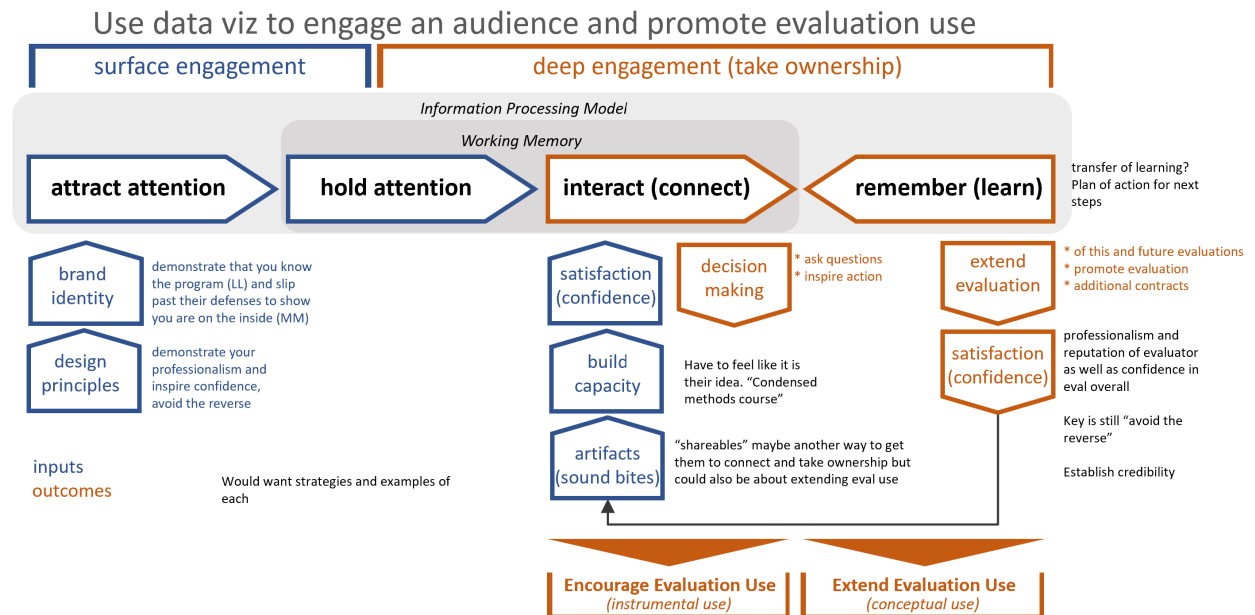 Use data viz to engage an audience and promote evaluation use
surface engagement
deep engagement (take ownership)
Information Processing Model
Working Memory
attract attention
hold attention
interact (connect)
remember (learn)
transfer of learning?
Plan of action for next
steps
brand
identity
demonstrate that you know
the program (LL) and slip
past their defenses to show
you are on the inside (MM)
design
principles
demonstrate your
professionalism and
inspire confidence,
avoid the reverse
satisfaction
(confidence)
decision
making
* ask questions
* inspire action
extend
evaluation
* of this and future evaluations
* promote evaluation
* additional contracts
build
capacity
Have to feel like it is
their idea. “Condensed
methods course”
satisfaction
(confidence)
professionalism and
reputation of evaluator
as well as confidence in
eval overall
Key is still “avoid the
reverse”
Establish credibility
artifacts
(sound bites)
“shareables” maybe another way to get
them to connect and take ownership but
could also be about extending eval use
inputs
outcomes
Would want strategies and examples of
each
Encourage Evaluation Use
(instrumental use)
Extend Evaluation Use
(conceptual use)